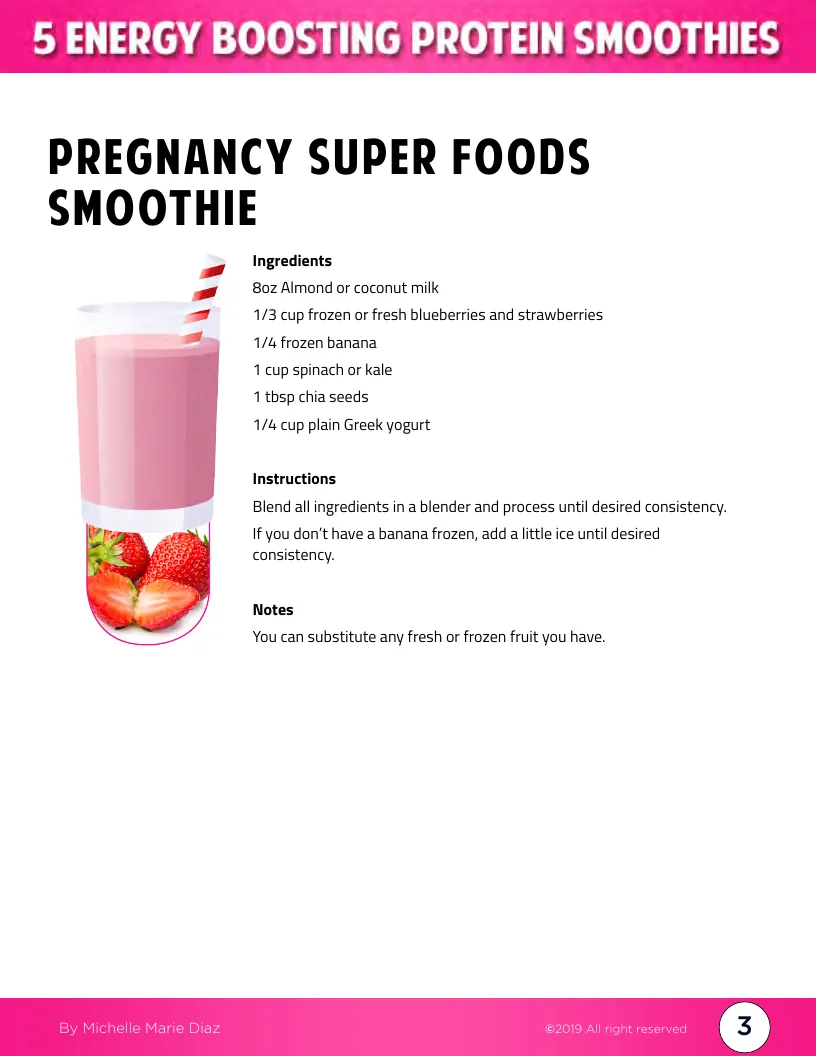 5 ENERGY BOOSTING PROTEIN SMOOTHIES
PREGNANCY SUPER FOODS
SMOOTHIE
Ingredients
8oz Almond or coconut milk
1/3 cup frozen or fresh blueberries and strawberries
1/4 frozen banana
1 cup spinach or kale
1 tbsp chia seeds
1/4 cup plain Greek yogurt
Instructions
Blend all ingredients in a blender and process until desired consistency.
If you don’t have a banana frozen, add a little ice until desired
consistency.
Notes
You can substitute any fresh or frozen fruit you have.
By Michelle Marie Diaz
©2019 All right reserved
3